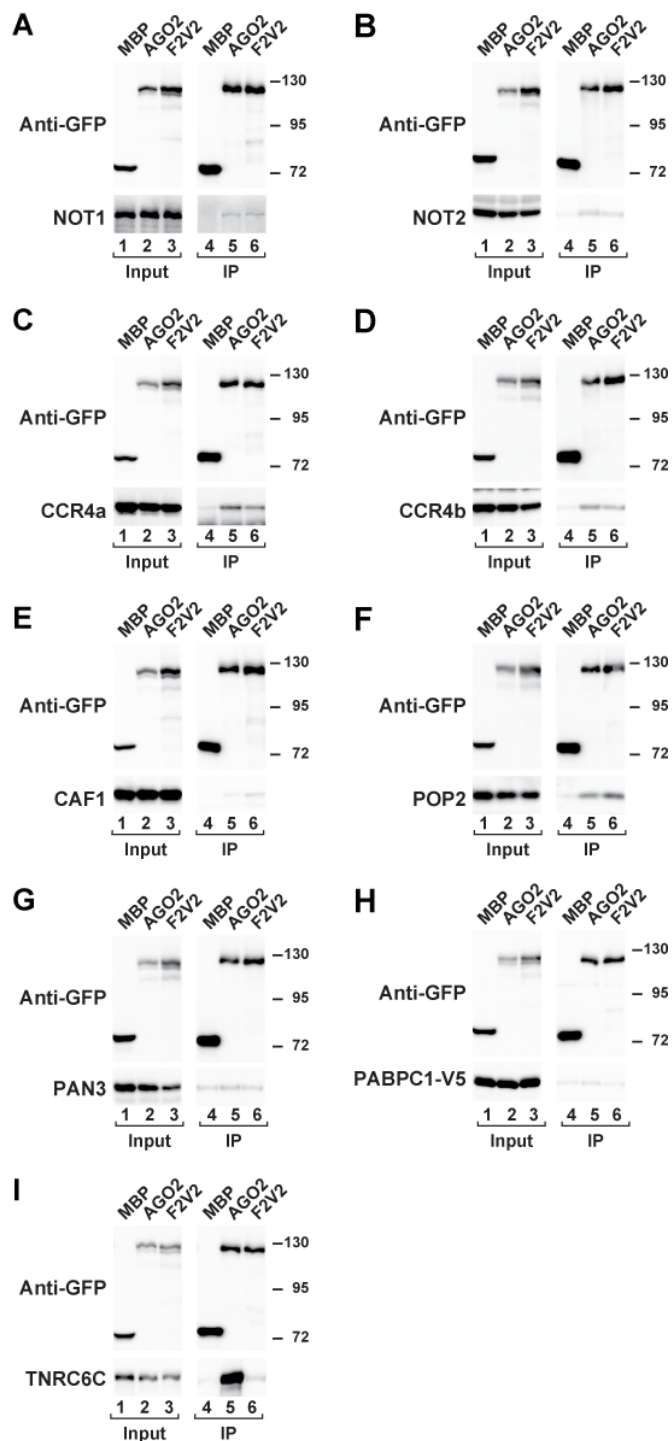 A
MBP AGO2 F2V2 MBP AGO2 F2V2
Anti-GFP
130
95
72
NOT1
1 2 3 4 5 6
Input IP
B
MBP AGO2 F2V2 MBP AGO2 F2V2
Anti-GFP
130
95
72
NOT2
1 2 3 4 5 6
Input IP
C
MBP AGO2 F2V2 MBP AGO2 F2V2
Anti-GFP
130
95
72
CCR4a
1 2 3 4 5 6
Input IP
D
MBP AGO2 F2V2 MBP AGO2 F2V2
Anti-GFP
130
95
72
CCR4b
1 2 3 4 5 6
Input IP
E
MBP AGO2 F2V2 MBP AGO2 F2V2
Anti-GFP
130
95
72
CAF1
1 2 3 4 5 6
Input IP
F
MBP AGO2 F2V2 MBP AGO2 F2V2
Anti-GFP
130
95
72
POP2
1 2 3 4 5 6
Input IP
G
MBP AGO2 F2V2 MBP AGO2 F2V2
Anti-GFP
130
95
72
PAN3
1 2 3 4 5 6
Input IP
H
MBP AGO2 F2V2 MBP AGO2 F2V2
Anti-GFP
130
95
72
PABPC1-V5
1 2 3 4 5 6
Input IP
I
MBP AGO2 F2V2 MBP AGO2 F2V2
Anti-GFP
130
95
72
TNRC6C
1 2 3 4 5 6
Input IP